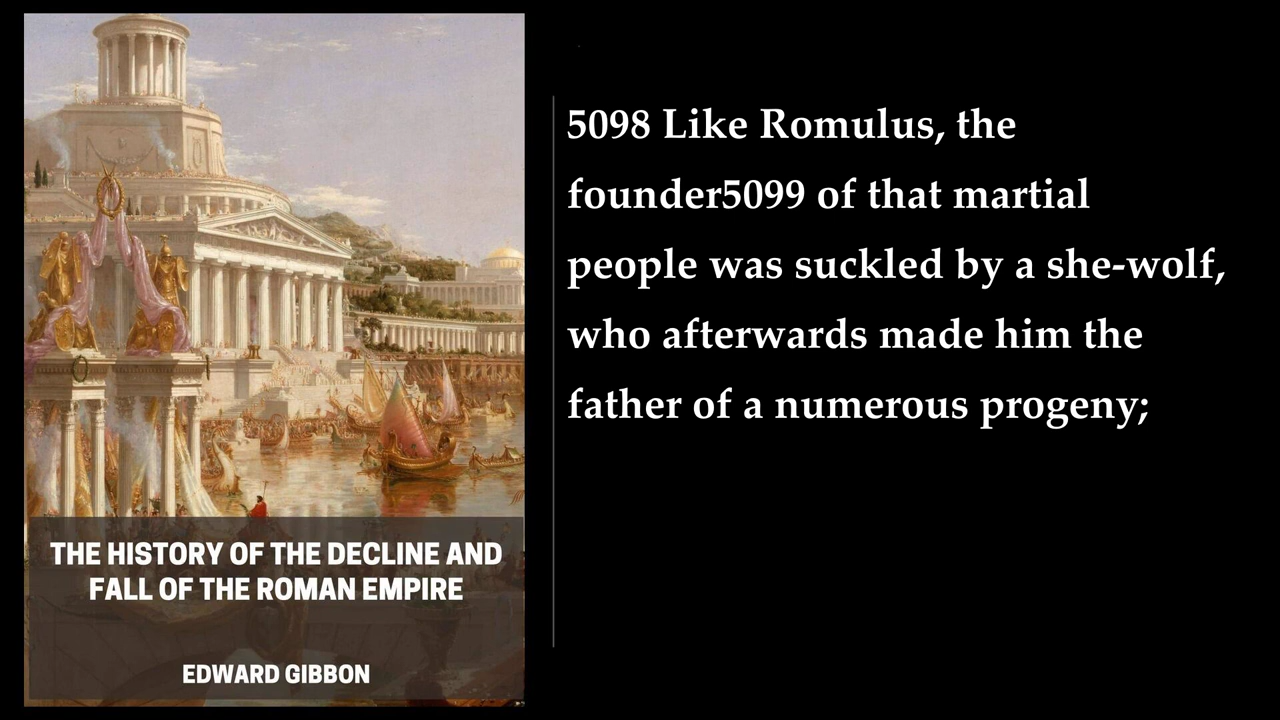 5098 Like Romulus, the
founder5099 of that martial
people was suckled by a she-wolf,
who afterwards made him the
father of a numerous progeny;
THE HISTORY OF THE DECLINE AND
FALL OF THE ROMAN EMPIRE
EDWARD GIBBON